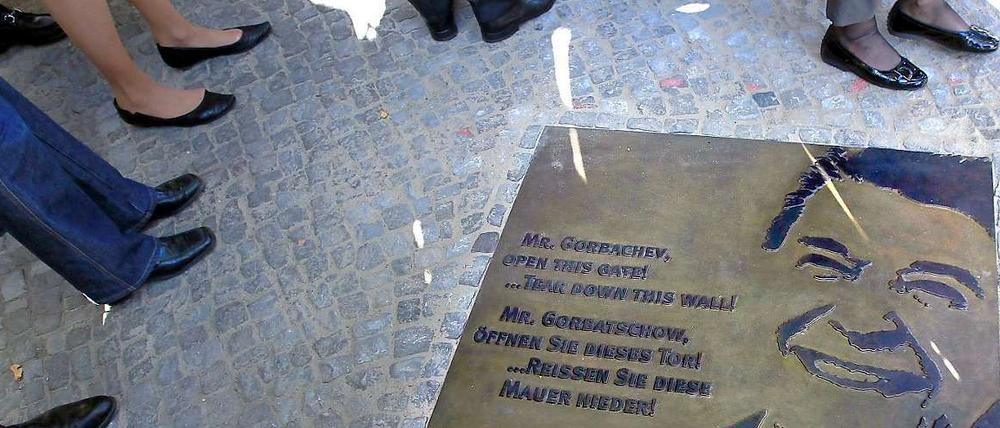 Mr. Gorbachev,
open this gate!
...Tear down this wall!
Mr. Gorbatschow,
öffnen Sie dieses Tor!
...Reissen Sie diese
Mauer nieder!